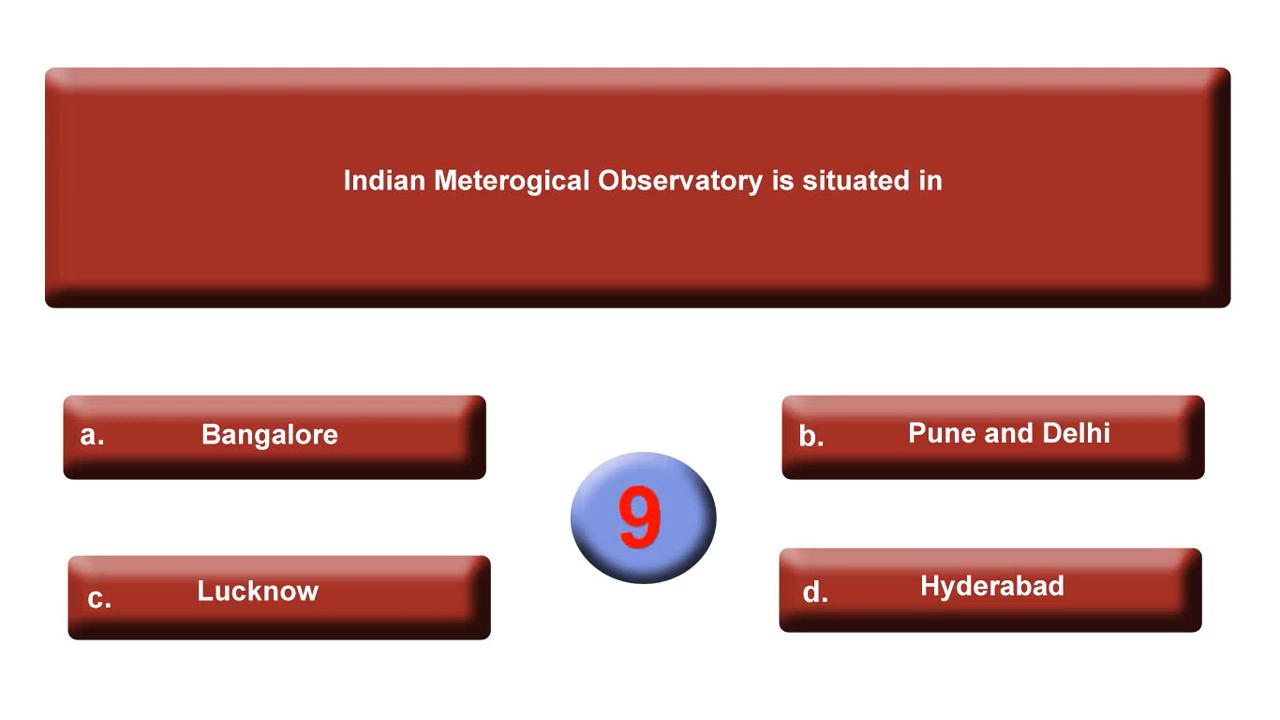 Indian Meterogical Observatory is situated in
a. Bangalore
b. Pune and Delhi
9
c. Lucknow
d. Hyderabad